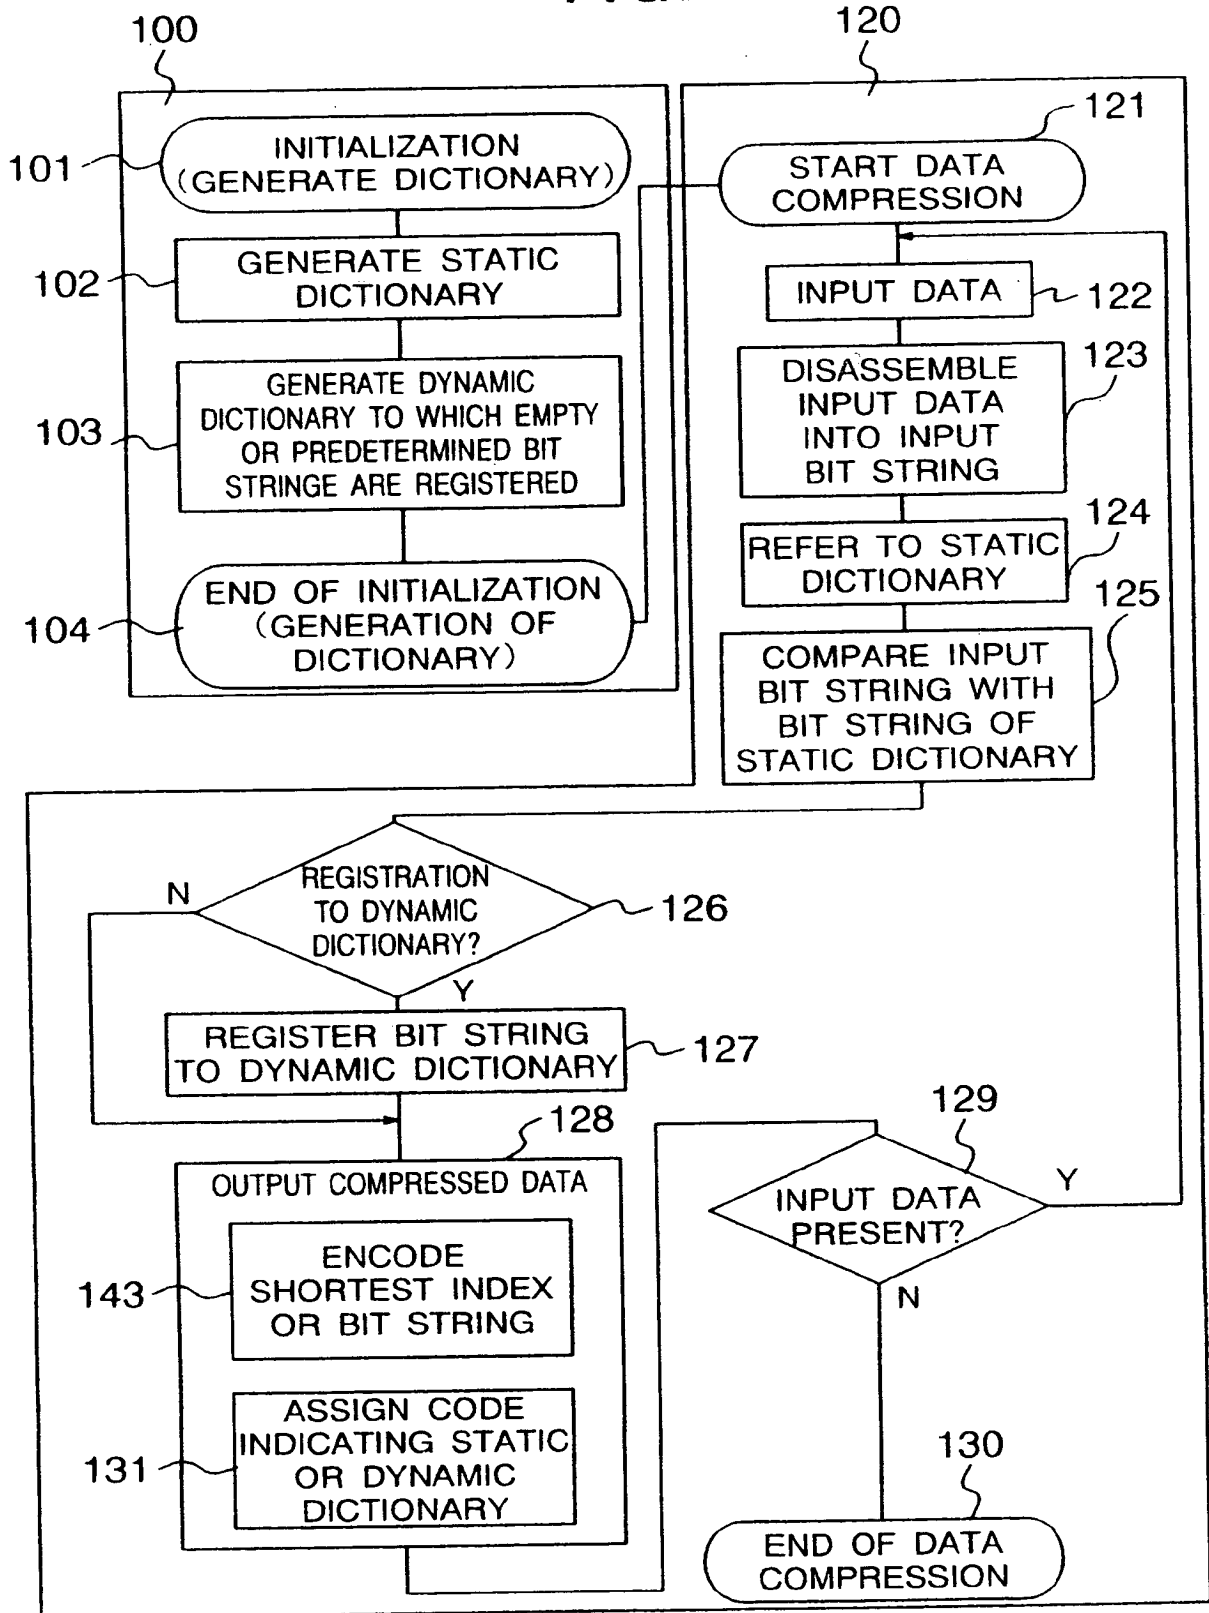 100
120
101
INITIALIZATION
(GENERATE DICTIONARY)
102
GENERATE STATIC
DICTIONARY
103
GENERATE DYNAMIC
DICTIONARY TO WHICH EMPTY
OR PREDETERMINED BIT
STRINGE ARE REGISTERED
104
END OF INITIALIZATION
(GENERATION OF
DICTIONARY)
121
START DATA
COMPRESSION
INPUT DATA
122
DISASSEMBLE
INPUT DATA
INTO INPUT
BIT STRING
123
REFER TO STATIC
DICTIONARY
124
COMPARE INPUT
BIT STRING WITH
BIT STRING OF
STATIC DICTIONARY
125
N
REGISTRATION
TO DYNAMIC
DICTIONARY?
126
Y
REGISTER BIT STRING
TO DYNAMIC DICTIONARY
127
128
OUTPUT COMPRESSED DATA
143
ENCODE
SHORTEST INDEX
OR BIT STRING
131
ASSIGN CODE
INDICATING STATIC
OR DYNAMIC
DICTIONARY
129
INPUT DATA
PRESENT?
Y
N
130
END OF DATA
COMPRESSION